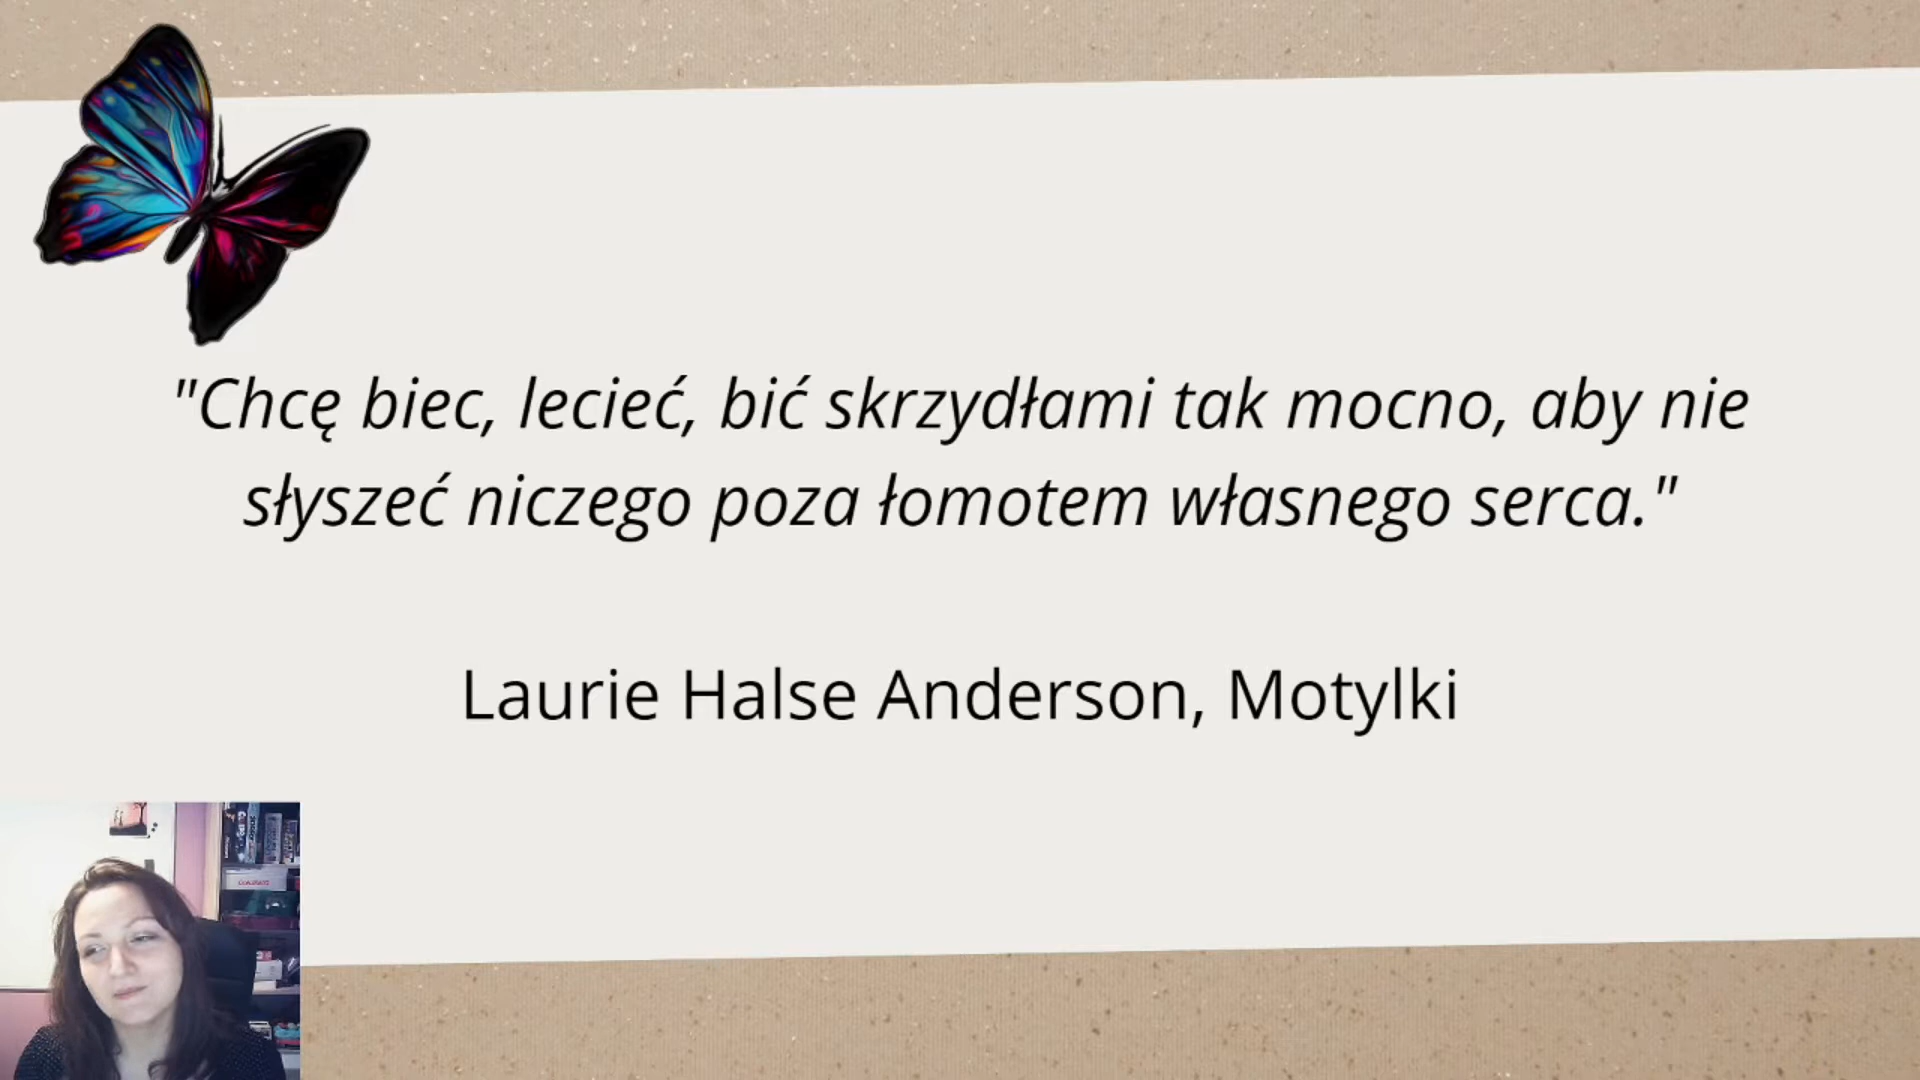 "Chcę biec, lecieć, bić skrzydłami tak mocno, aby nie
słyszeć niczego poza łomotem własnego serca."
Laurie Halse Anderson, Motylki